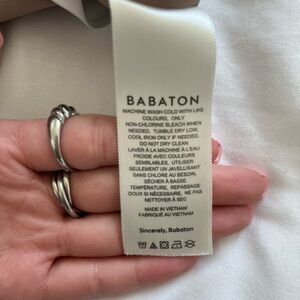 BABATON
MACHINE WASH COLD WITH LIKE
COLOURS, ONLY
NON-CHLORINE BLEACH WHEN
NEEDED, TUMBLE DRY LOW,
COOL IRON ONLY IF NEEDED,
DO NOT DRY CLEAN
LAVER À LA MACHINE À L'EAU
FROIDE AVEC COULEURS
SEMBLABLES, UTILISER
SEULEMENT UN JAVELLISANT
SANS CHLORE AU BESOIN,
SÉCHER À BASSE
TEMPÉRATURE, REPASSAGE
DOUX SI NÉCESSAIRE, NE PAS
NETTOYER À SEC
MADE IN VIETNAM
FABRIQUÉ AU VIETNAM
Sincerely, Babaton